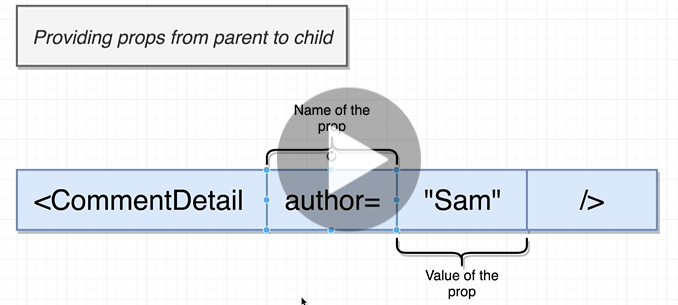 Providing props from parent to child
Name of the
prop
<CommentDetail author= "Sam" />
Value of the
prop